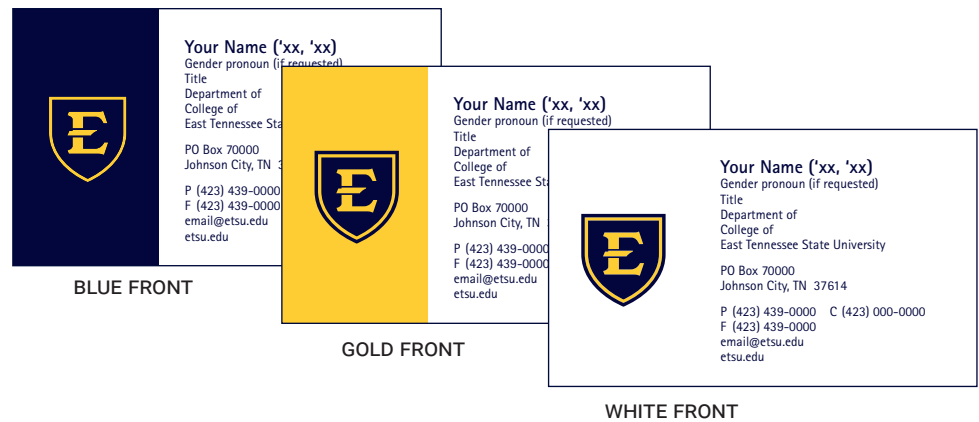 E
Your Name (‘xx, ‘xx)
Gender pronoun (if requested)
Title
Department of
College of
East Tennessee
PO Box 70000
Johnson City, TN
P (423) 439-0000
F (423) 439-0000
email@etsu.edu
etsu.edu
BLUE FRONT
E
Your Name (‘xx, ‘xx)
Gender pronoun (if requested)
Title
Department of
College of
East Tennessee
PO Box 70000
Johnson City, TN
P (423) 439-0000
F (423) 439-0000
email@etsu.edu
etsu.edu
GOLD FRONT
E
Your Name (‘xx, ‘xx)
Gender pronoun (if requested)
Title
Department of
College of
East Tennessee State University
PO Box 70000
Johnson City, TN 37614
P (423) 439-0000 C (423) 000-0000
F (423) 439-0000
email@etsu.edu
etsu.edu
WHITE FRONT